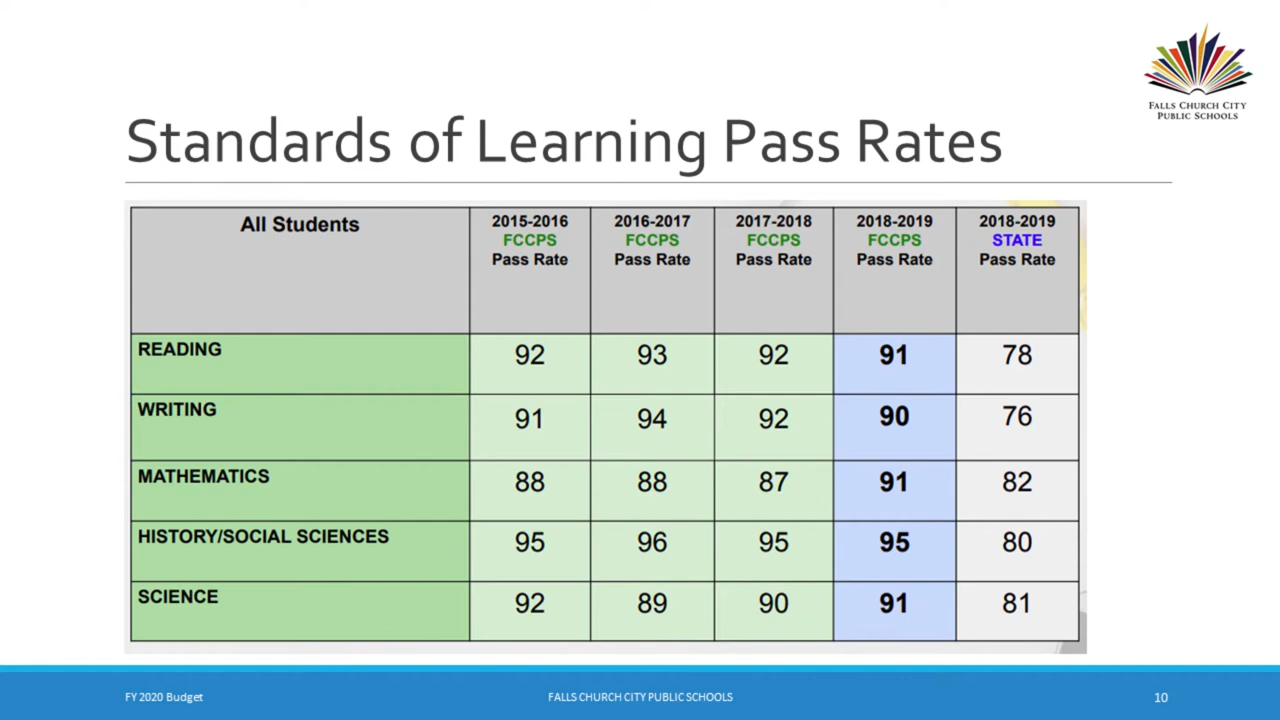 FALLS CHURCH CITY
PUBLIC SCHOOLS
Standards of Learning Pass Rates
All Students
2015-2016
FCCPS
Pass Rate
2016-2017
FCCPS
Pass Rate
2017-2018
FCCPS
Pass Rate
2018-2019
FCCPS
Pass Rate
2018-2019
STATE
Pass Rate
READING 92 93 92 91 78
WRITING 91 94 92 90 76
MATHEMATICS 88 88 87 91 82
HISTORY/SOCIAL SCIENCES 95 96 95 95 80
SCIENCE 92 89 90 91 81
FY 2020 Budget FALLS CHURCH CITY PUBLIC SCHOOLS 10